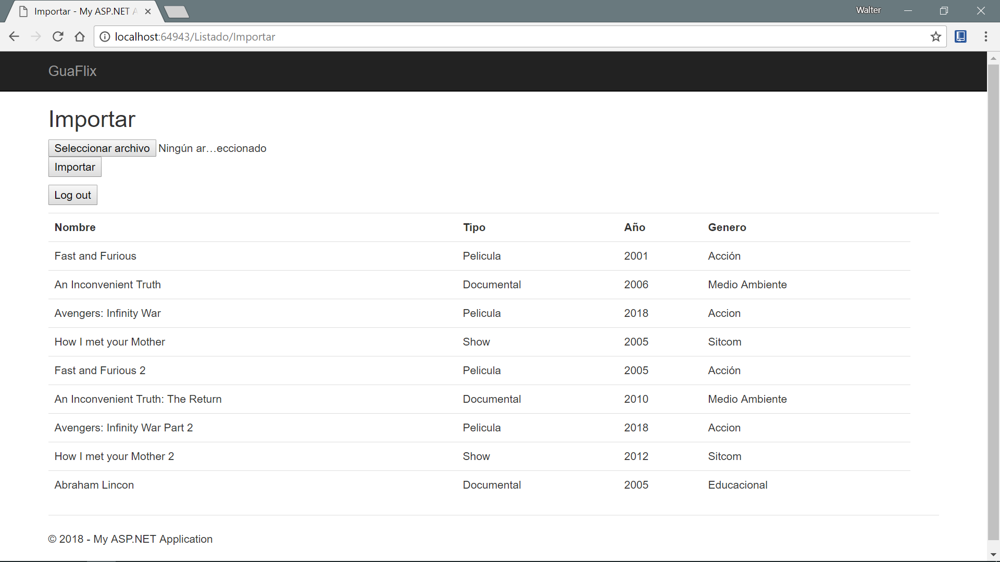 Importar - My ASP.NET A
Walter
localhost:64943/Listado/Importar
GuaFlix
Importar
Seleccionar archivo Ningún ar…eccionado
Importar
Log out
Nombre Tipo Año Genero
Fast and Furious Pelicula 2001 Acción
An Inconvenient Truth Documental 2006 Medio Ambiente
Avengers: Infinity War Pelicula 2018 Accion
How I met your Mother Show 2005 Sitcom
Fast and Furious 2 Pelicula 2005 Acción
An Inconvenient Truth: The Return Documental 2010 Medio Ambiente
Avengers: Infinity War Part 2 Pelicula 2018 Accion
How I met your Mother 2 Show 2012 Sitcom
Abraham Lincon Documental 2005 Educacional
© 2018 - My ASP.NET Application